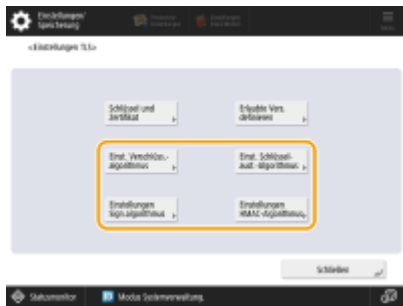 Einstellungen/
Speicherung
<Einstellungen TLS>
Schlüssel und
Zertifikat
Erlaubte Vers.
definieren
Einst. Verschlüss.-
algorithmus
Einst. Schlüssel-
aust.-algorithmus
Einstellungen
Sign.algorithmus
Einstellungen
HMAC-Algorithmus
Schließen
Statusmonitor
Modus Systemverwaltung.